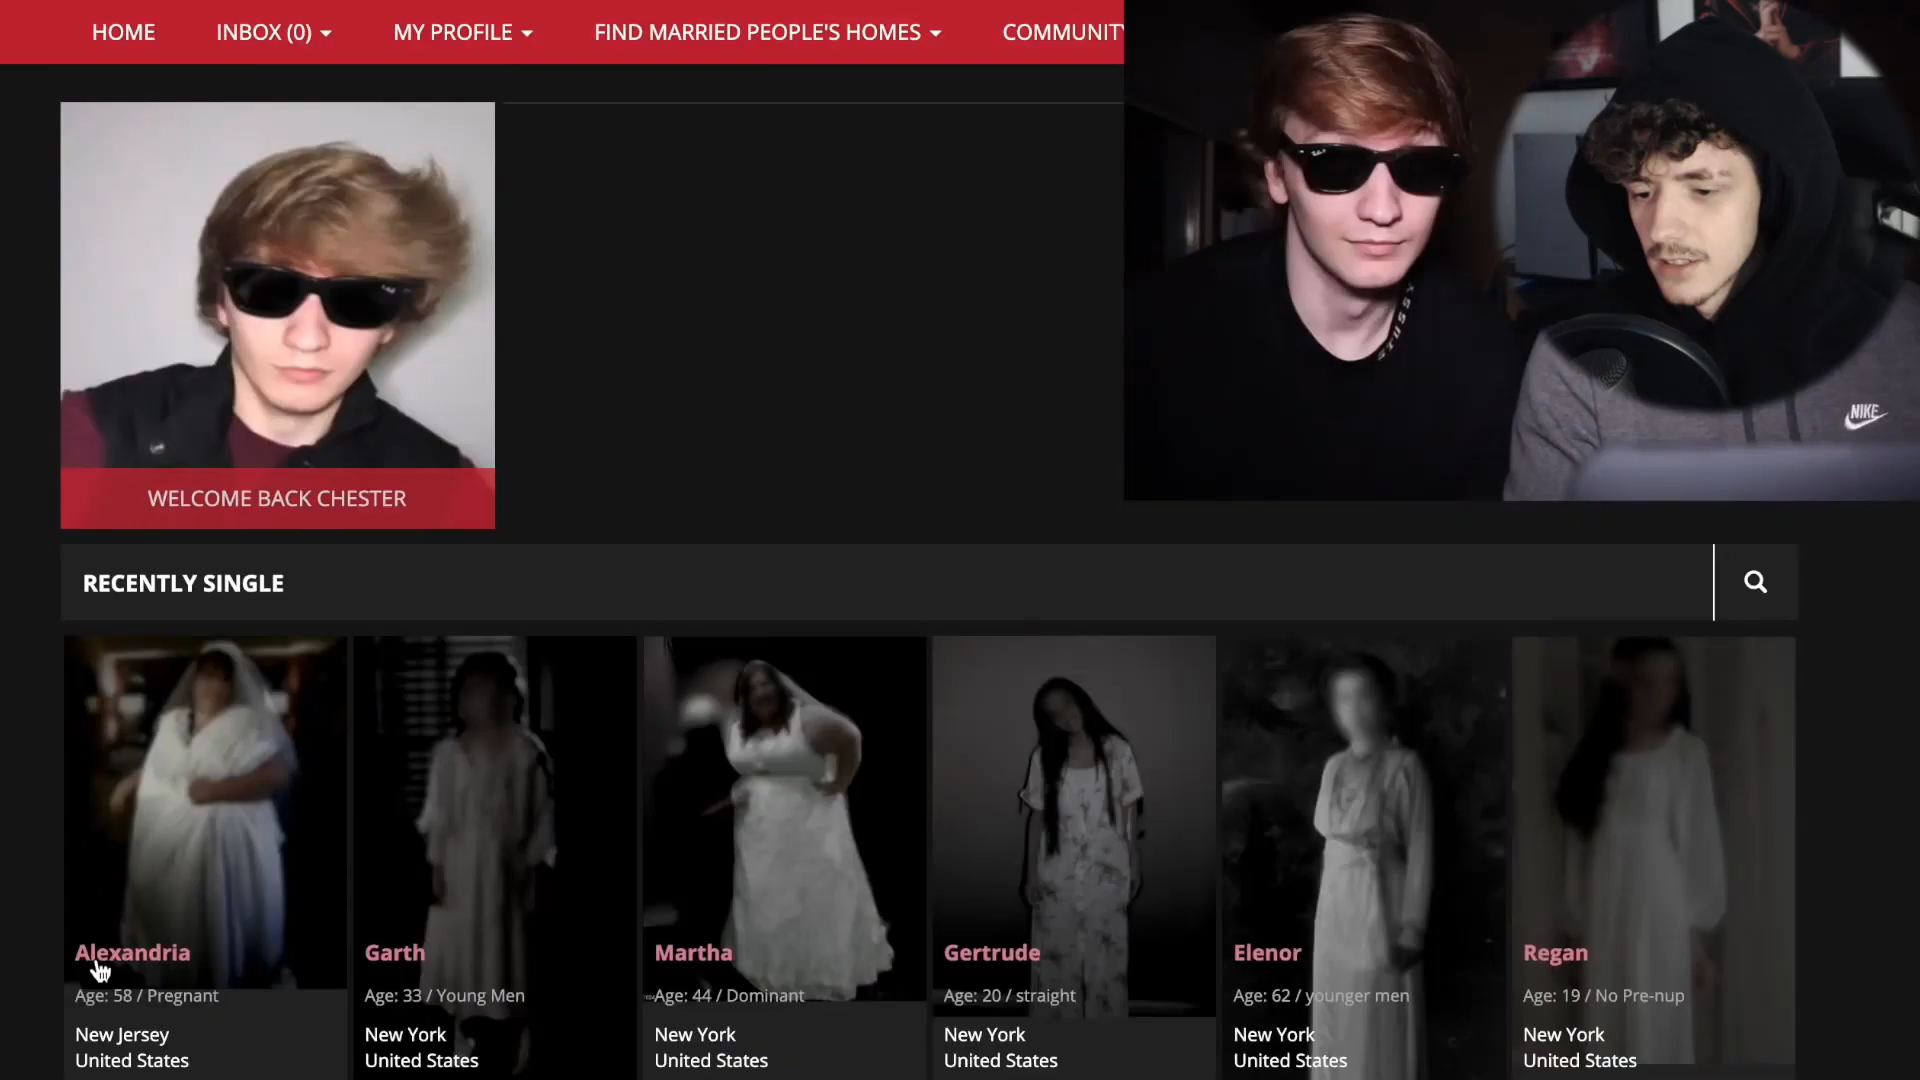 HOME INBOX (0) MY PROFILE FIND MARRIED PEOPLE'S HOMES COMMUNITY
STUSSY
NIKE
WELCOME BACK CHESTER
RECENTLY SINGLE
Alexandria
Age: 58 / Pregnant
New Jersey
United States
Garth
Age: 33 / Young Men
New York
United States
Martha
Age: 44 / Dominant
New York
United States
Gertrude
Age: 20 / straight
New York
United States
Elenor
Age: 62 / younger men
New York
United States
Regan
Age: 19 / No Pre-nup
New York
United States